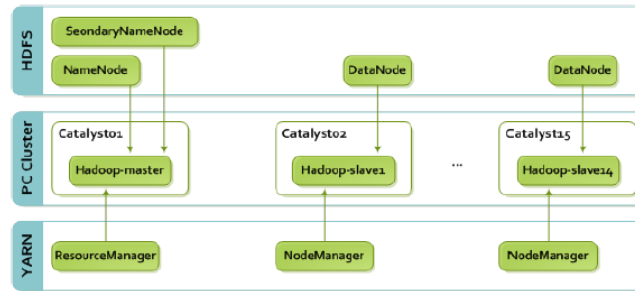 HDFS
SeondaryNameNode
NameNode
DataNode
DataNode
PC Cluster
Catalyst01
Catalyst02
Catalyst15
Hadoop-master
Hadoop-slave1
...
Hadoop-slave14
YARN
ResourceManager
NodeManager
NodeManager